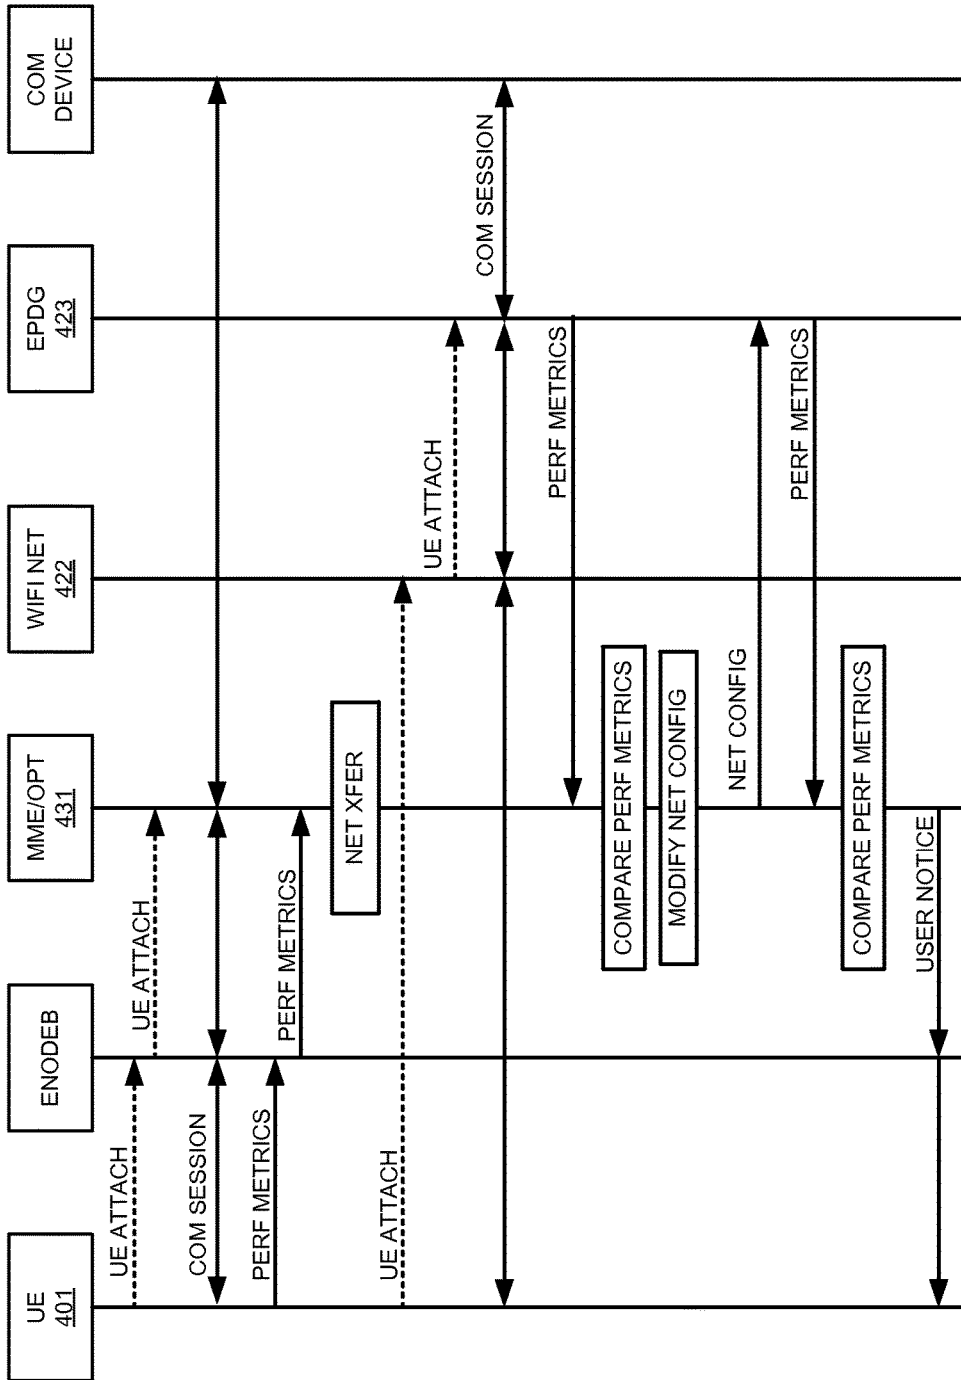 UE
401
ENODEB
MME/OPT
431
WIFI NET
422
EPDG
423
COM
DEVICE
UE ATTACH
UE ATTACH
COM SESSION
PERF METRICS
PERF METRICS
NET XFER
UE ATTACH
UE ATTACH
COM SESSION
PERF METRICS
COMPARE PERF METRICS
MODIFY NET CONFIG
NET CONFIG
PERF METRICS
COMPARE PERF METRICS
USER NOTICE